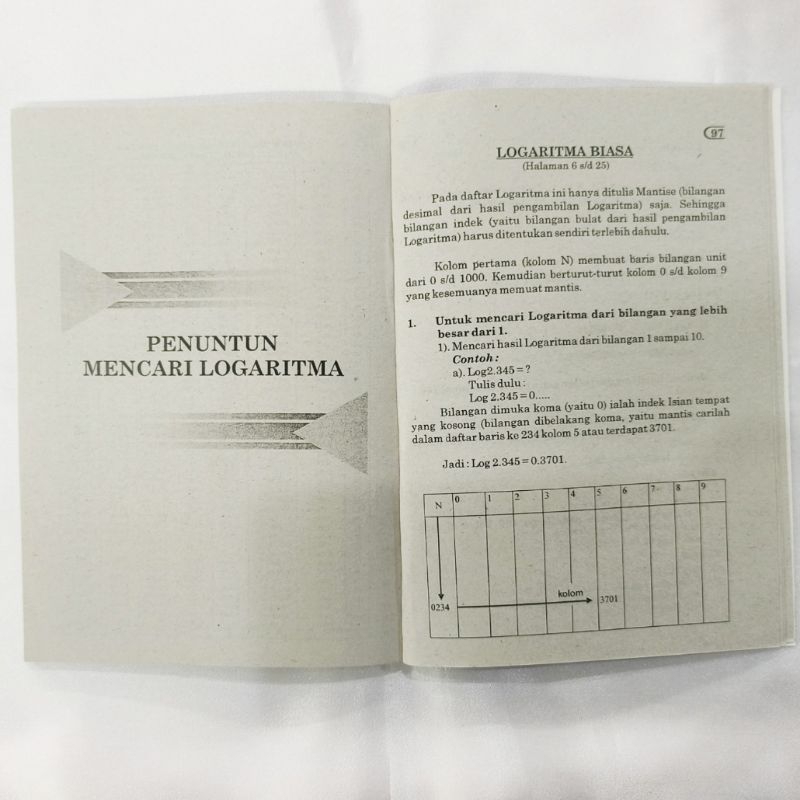 PENUNTUN
MENCARI LOGARITMA
97
LOGARITMA BIASA
(Halaman 6 s/d 25)
Pada daftar Logaritma ini hanya ditulis Mantise (bilangan
desimal dari hasil pengambilan Logaritma) saja. Sehingga
bilangan indek (yaitu bilangan bulat dari hasil pengambilan
Logaritma) harus ditentukan sendiri terlebih dahulu.
Kolom pertama (kolom N) membuat baris bilangan unit
dari 0 s/d 1000. Kemudian berturut-turut kolom 0 s/d kolom 9
yang kesemuanya memuat mantis.
1. Untuk mencari Logaritma dari bilangan yang lebih
besar dari 1.
1). Mencari hasil Logaritma dari bilangan 1 sampai 10.
Contoh :
a). Log2.345 = ?
Tulis dulu :
Log 2.345 = 0.....
Bilangan dimuka koma (yaitu 0) ialah indek Isian tempat
yang kosong (bilangan dibelakang koma, yaitu mantis carilah
dalam daftar baris ke 234 kolom 5 atau terdapat 3701.
Jadi : Log 2.345 = 0.3701.
N 0 1 2 3 4 5 6 7 8 9
kolom
0234 3701